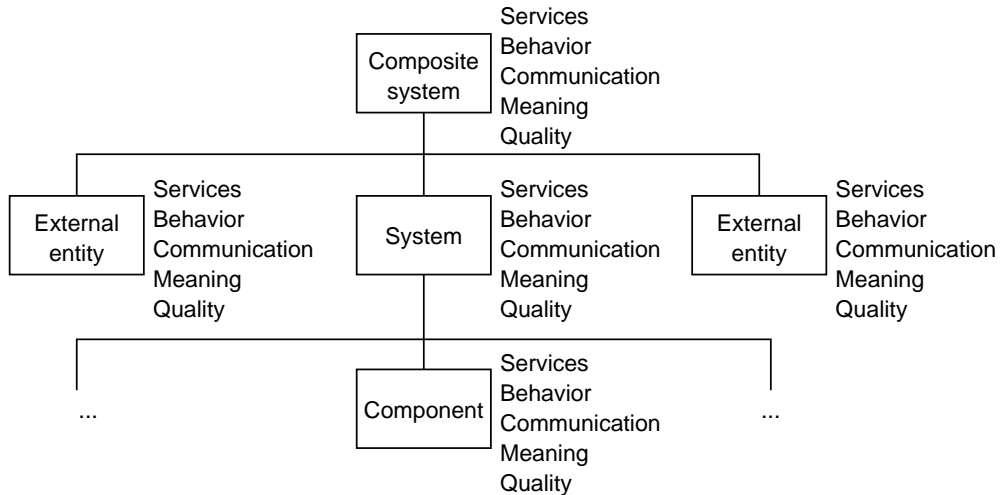 Composite
system
Services
Behavior
Communication
Meaning
Quality
External
entity
Services
Behavior
Communication
Meaning
Quality
System
Services
Behavior
Communication
Meaning
Quality
External
entity
Services
Behavior
Communication
Meaning
Quality
...
Component
Services
Behavior
Communication
Meaning
Quality
...